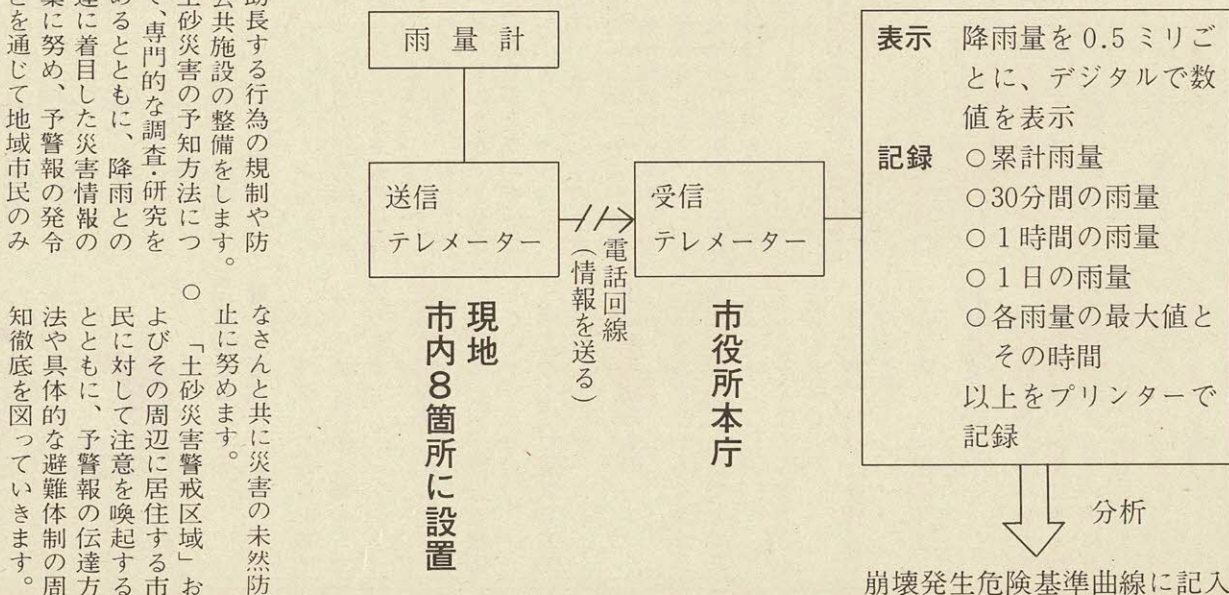 助長する行為の規制や防
公共施設の整備をします。
土砂災害の予知方法につ
て、専門的な調査・研究を
めるとともに、降雨との
連に着目した災害情報の
集に努め、予警報の発令
どを通じて地域市民のみ
なさんと共に災害の未然防
止に努めます。
○「土砂災害警戒区域」お
よびその周辺に居住する市
民に対して注意を喚起する
とともに、予警報の伝達方
法や具体的な避難体制の周
知徹底を図っていきます。
雨量計
送信
テレメーター
現地
市内8箇所に設置
電話回線
(情報を送る)
受信
テレメーター
市役所本庁
表示 降雨量を0.5ミリご
とに、デジタルで数
値を表示
記録 ○累計雨量
○30分間の雨量
○1時間の雨量
○1日の雨量
○各雨量の最大値と
その時間
以上をプリンターで
記録
分析
崩壊発生危険基準曲線に記入